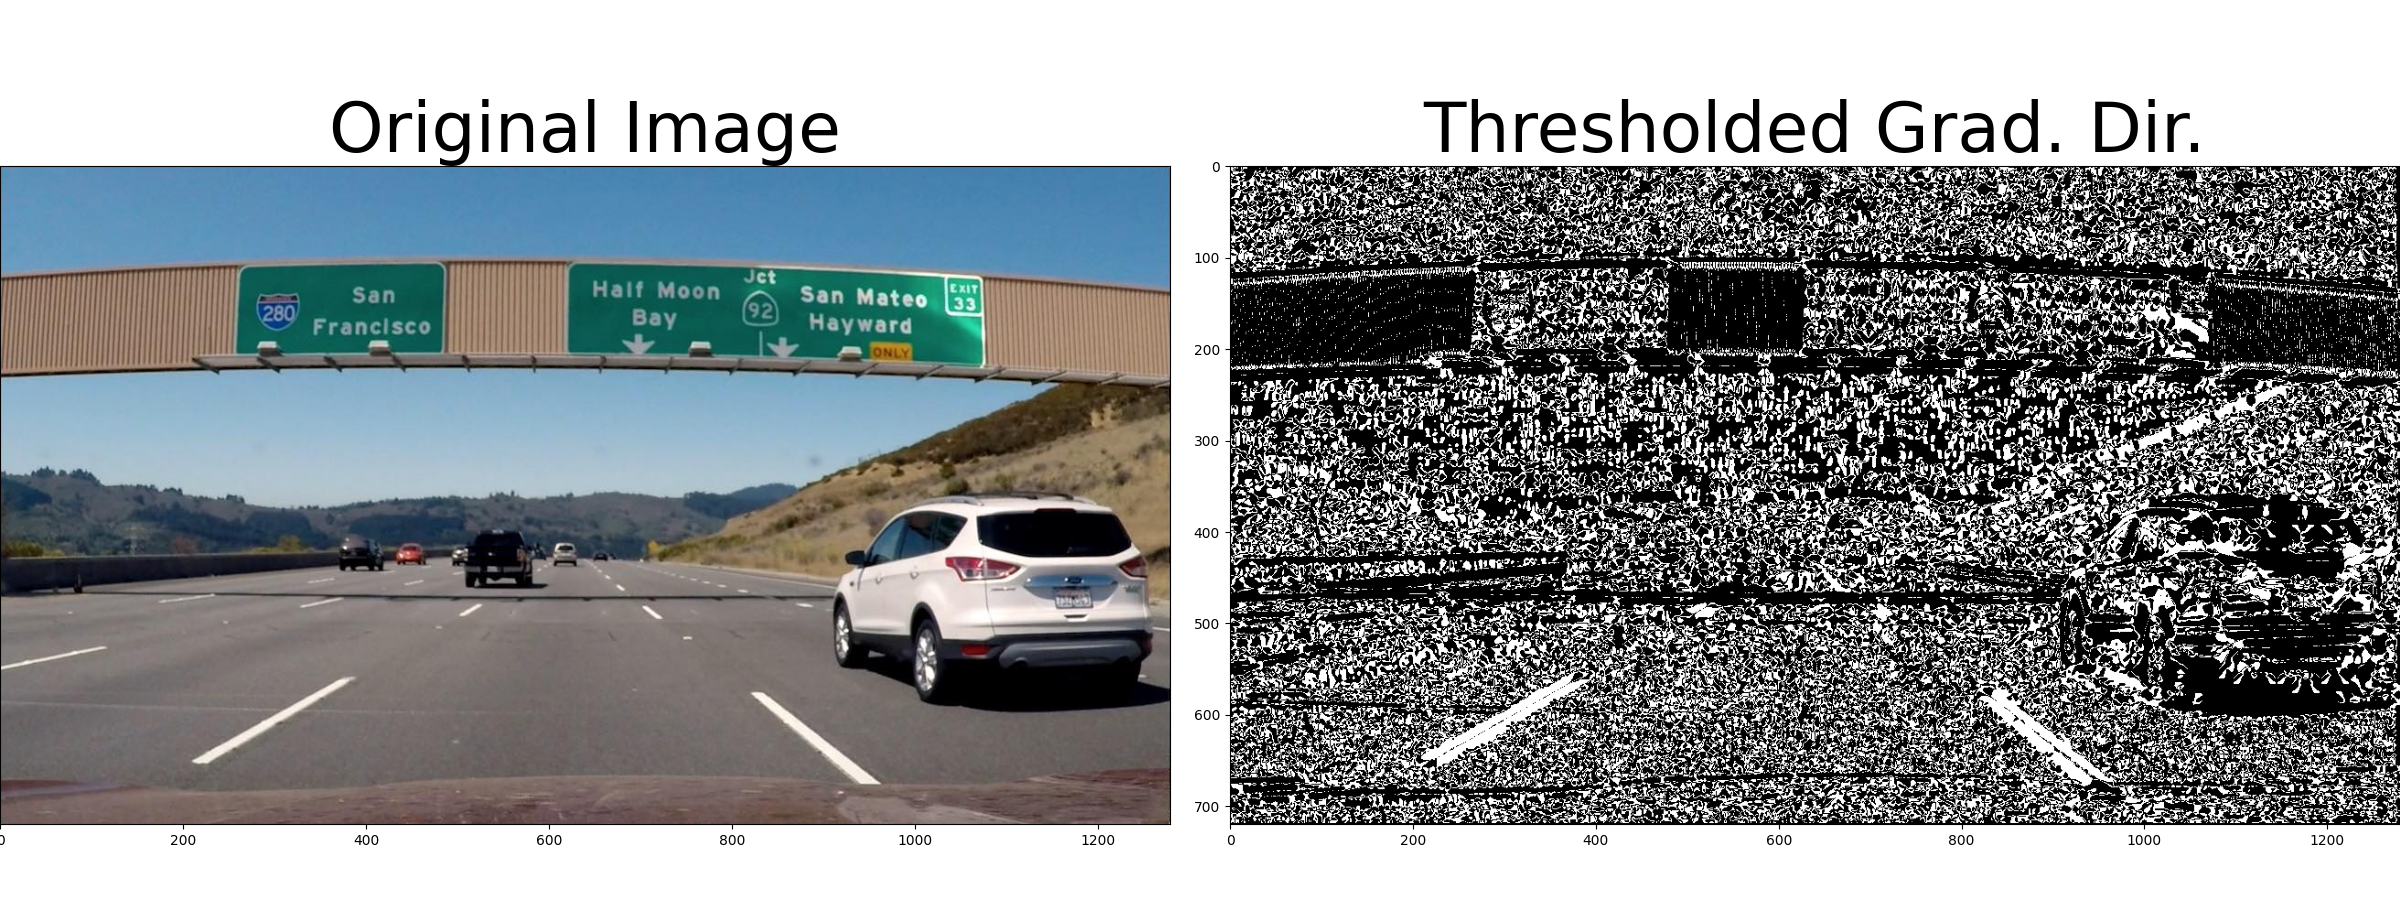 Original Image
Thresholded Grad. Dir.
Jct
EXIT
33
280
San
Francisco
Half Moon
Bay
92
San Mateo
Hayward
ONLY
0
200
400
600
800
1000
1200
0
100
200
300
400
500
600
700
0
200
400
600
800
1000
1200